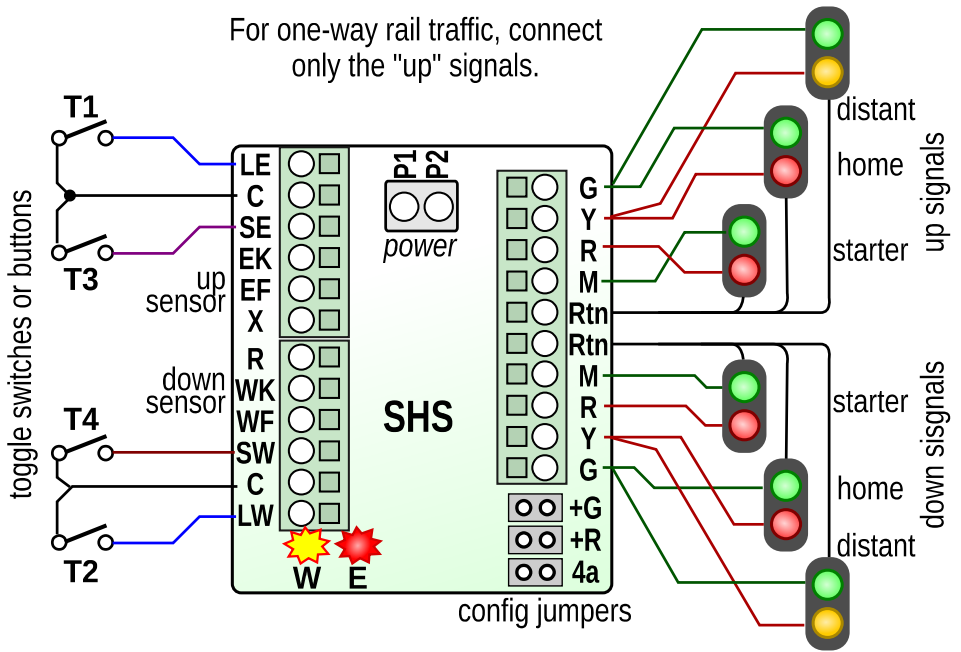 For one-way rail traffic, connect
only the "up" signals.
T1
T3
T4
T2
toggle switches or buttons
LE
C
SE
EK
EF
X
up
sensor
R
WK
WF
SW
C
LW
down
sensor
P1
P2
power
SHS
W
E
G
Y
R
M
Rtn
Rtn
M
R
Y
G
+G
+R
4a
config jumpers
distant
home
starter
up signals
starter
home
distant
down sisgnals